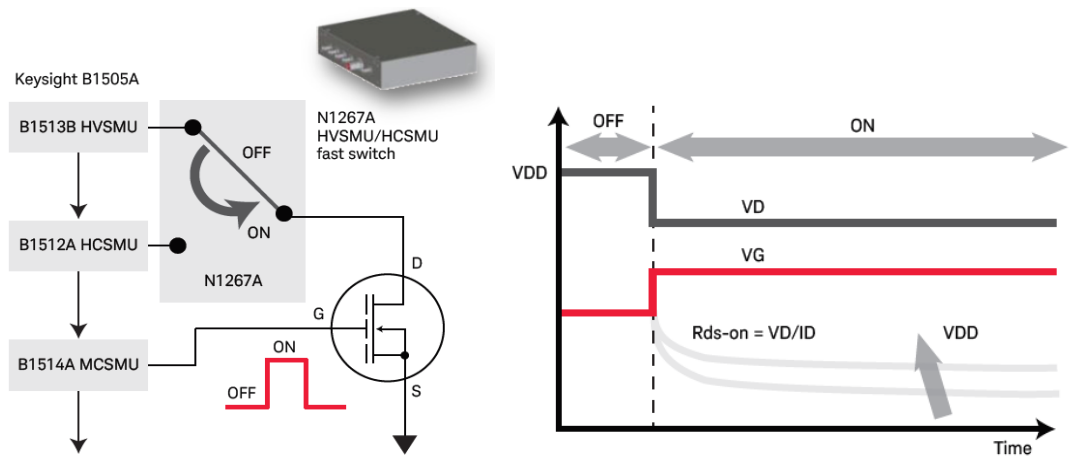 Keysight B1505A
B1513B HVSMU
OFF
ON
B1512A HCSMU
N1267A
B1514A MCSMU
N1267A
HVSMU/HCSMU
fast switch
D
G
S
ON
OFF
OFF
ON
VDD
VD
VG
Rds-on = VD/ID
VDD
Time